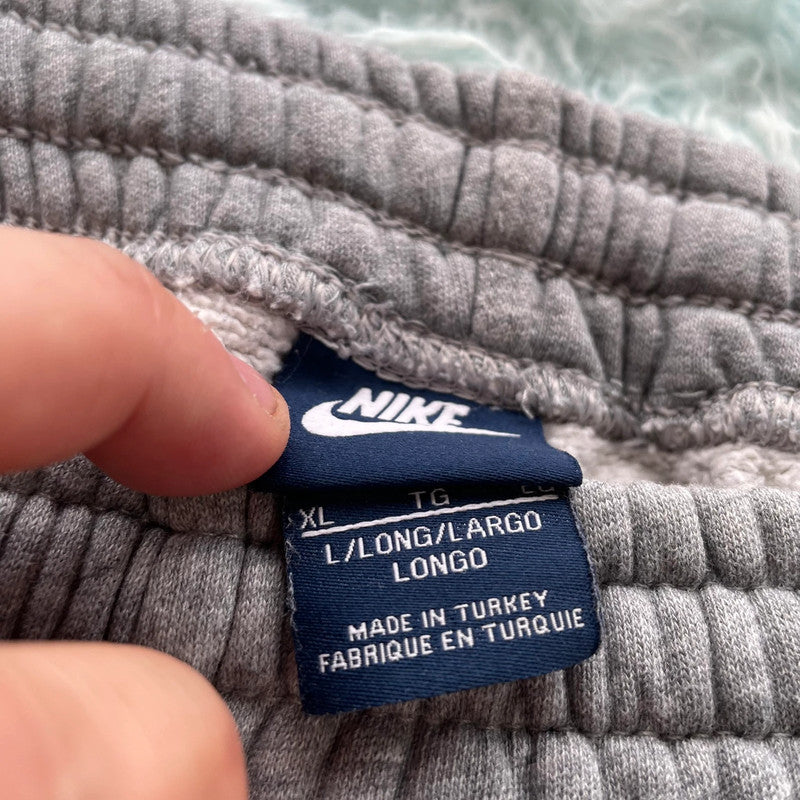 NIKE
XL TG
L/LONG/LARGO
LONGO
MADE IN TURKEY
FABRIQUE EN TURQUIE